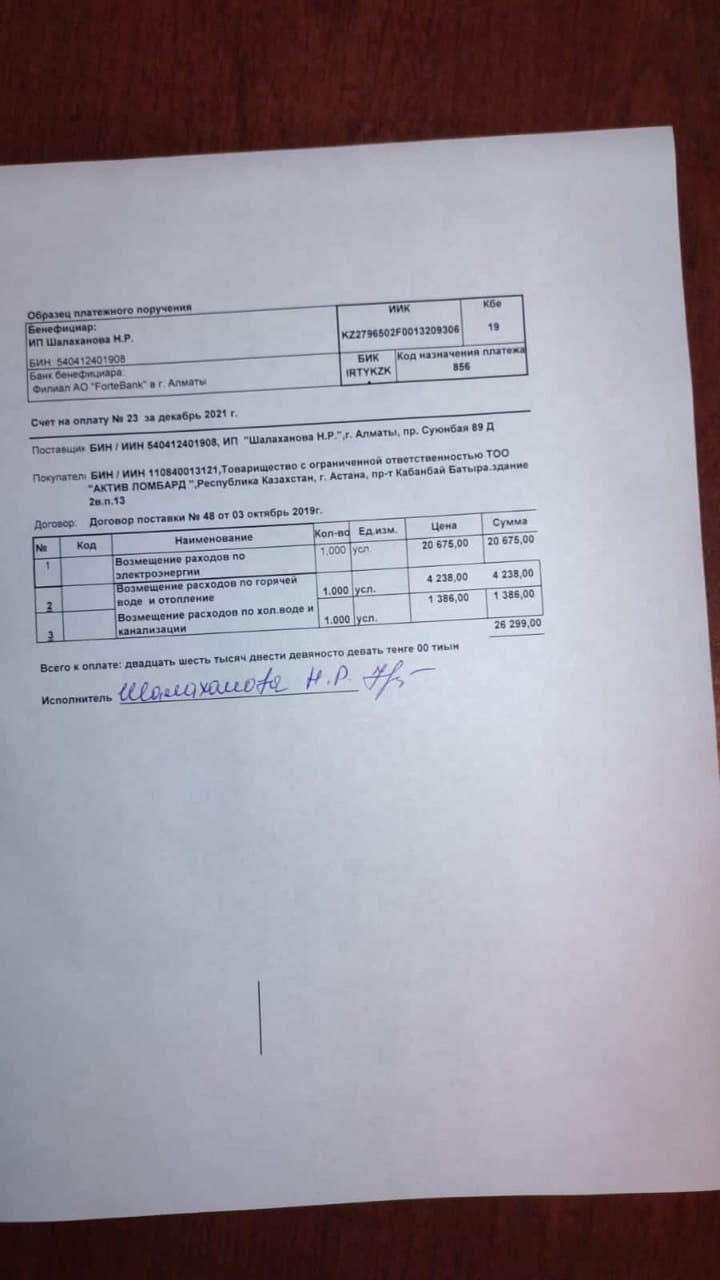 Образец платежного поручения
Бенефициар:
ИП Шалаханова Н.Р.
БИН: 540412401908
ИИК
KZ2796502F0013209306
Кбе
19
Банк бенефициара:
Филиал АО "ForteBank" в г. Алматы
БИК
IRTYKZK
Код назначения платежа
856
Счет на оплату № 23 за декабрь 2021 г.
Поставщик БИН / ИИН 540412401908, ИП "Шалаханова Н.Р.",г. Алматы, пр. Суюнбая 89 Д
Покупател БИН / ИИН 110840013121,Товарищество с ограниченной ответственностью ТОО
"АКТИВ ЛОМБАРД ",Республика Казахстан, г. Астана, пр-т Кабанбай Батыра.здание
2в.п.13
Договор: Договор поставки № 48 от 03 октябрь 2019г.
№ Код Наименование Кол-во Ед.изм. Цена Сумма
1 Возмещение раходов по 1.000 усл. 20 675,00 20 675,00
электроэнергии
Возмещение расходов по горячей 4 238,00 4 238,00
2 воде и отопление 1.000 усл.
Возмещение расходов по хол.воде и 1 386,00 1 386,00
3 канализации 1.000 усл.
26 299,00
Всего к оплате: двадцать шесть тысяч двести девяносто девать тенге 00 тиын
Исполнитель Шалаханова Н.Р.